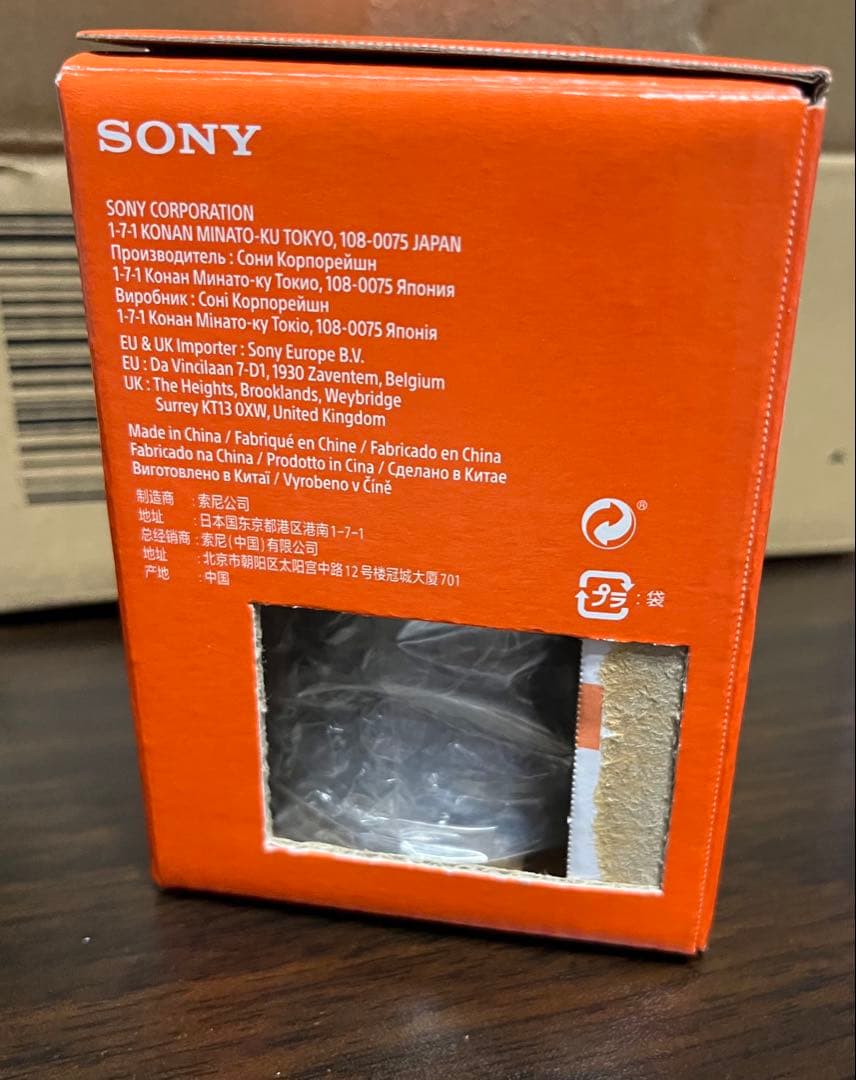 SONY
SONY CORPORATION
1-7-1 KONAN MINATO-KU TOKYO, 108-0075 JAPAN
Производитель : Сони Корпорейшн
1-7-1 Конан Минато-ку Токио, 108-0075 Япония
Виробник : Соні Корпорейшн
1-7-1 Конан Мінато-ку Токіо, 108-0075 Японія
EU & UK Importer : Sony Europe B.V.
EU : Da Vincilaan 7-D1, 1930 Zaventem, Belgium
UK : The Heights, Brooklands, Weybridge
Surrey KT13 0XW, United Kingdom
Made in China / Fabriqué en Chine / Fabricado en China
Fabricado na China / Prodotto in Cina / Сделано в Китае
Виготовлено в Китаї / Vyrobeno v Číně
制造商 : 索尼公司
地址 : 日本国东京都港区港南1-7-1
总经销商 : 索尼(中国)有限公司
地址 : 北京市朝阳区太阳宫中路12号楼冠城大厦701
产地 : 中国
®
プラ : 袋